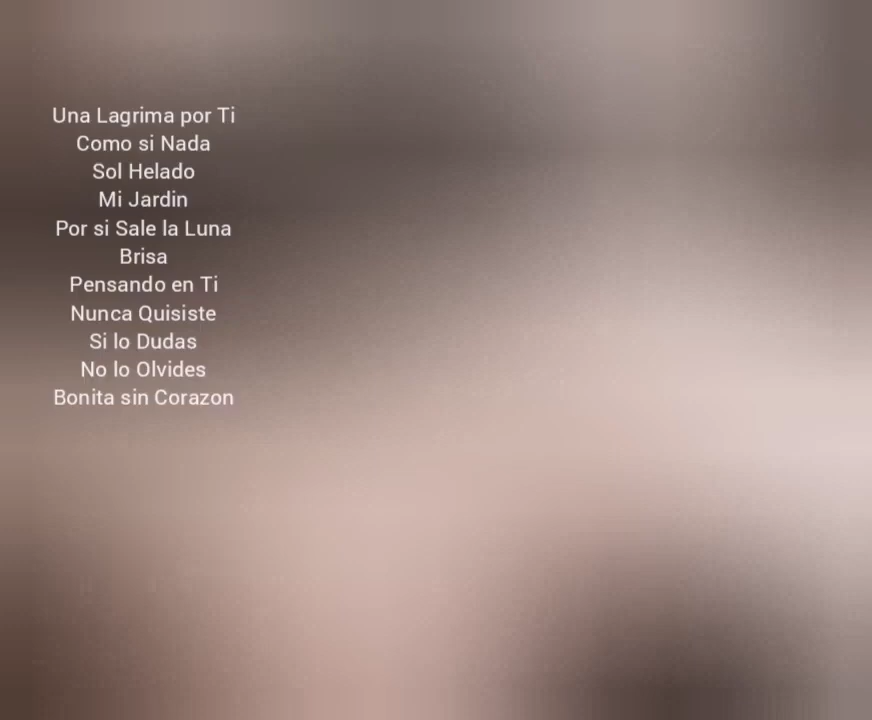 Una Lagrima por Ti
Como si Nada
Sol Helado
Mi Jardin
Por si Sale la Luna
Brisa
Pensando en Ti
Nunca Quisiste
Si lo Dudas
No lo Olvides
Bonita sin Corazon